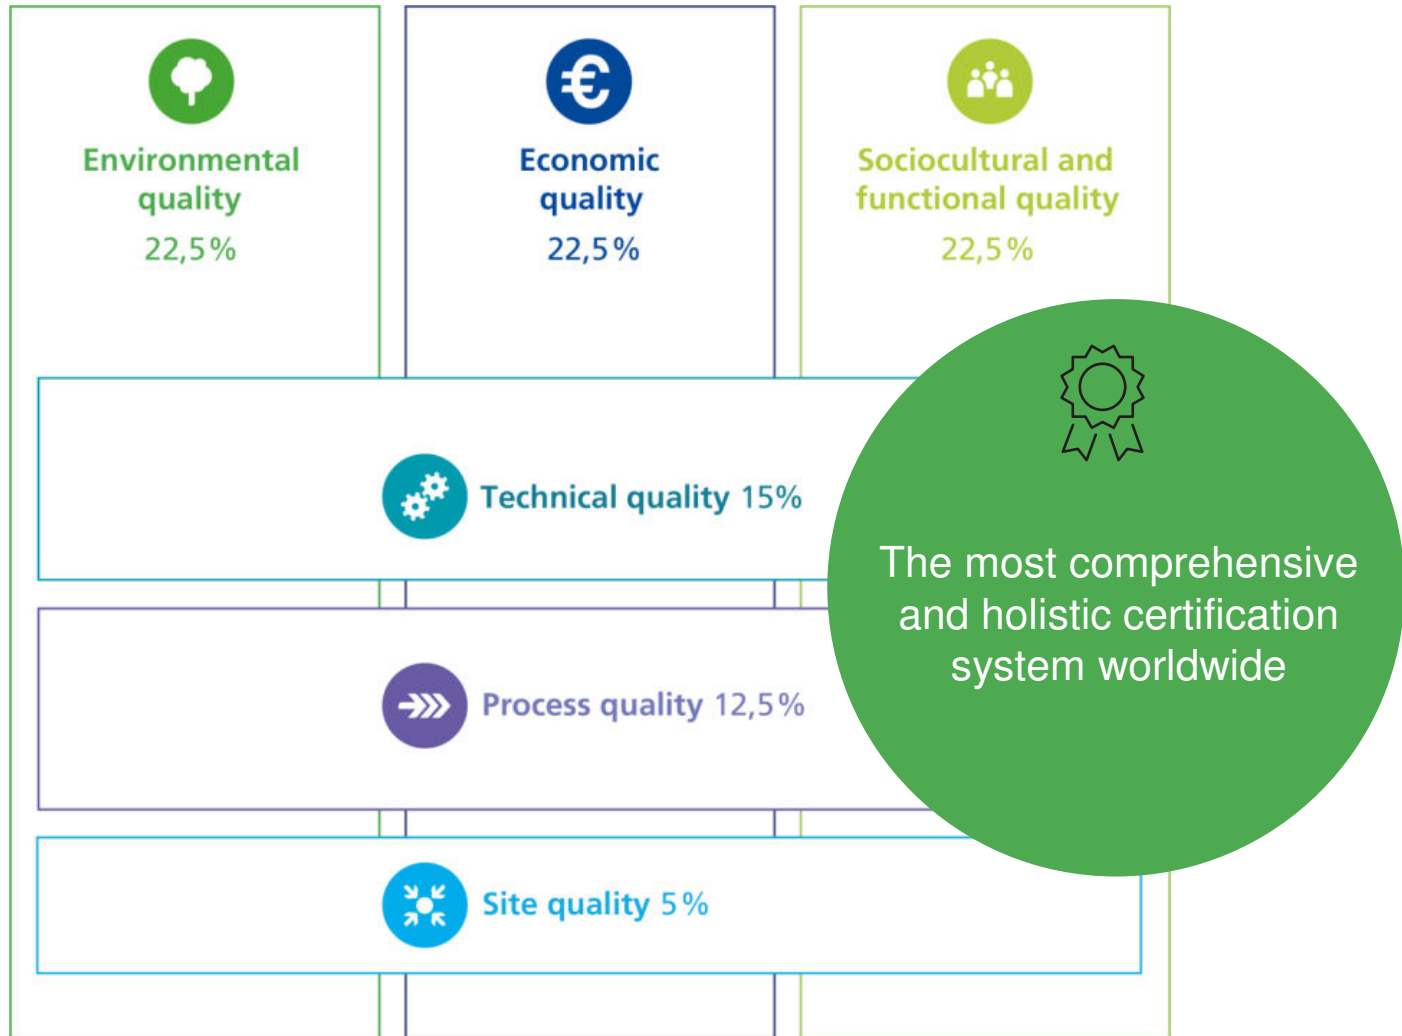 Environmental
quality
22,5%
Economic
quality
22,5%
Sociocultural and
functional quality
22,5%
Technical quality 15%
Process quality 12,5%
Site quality 5%
The most comprehensive
and holistic certification
system worldwide